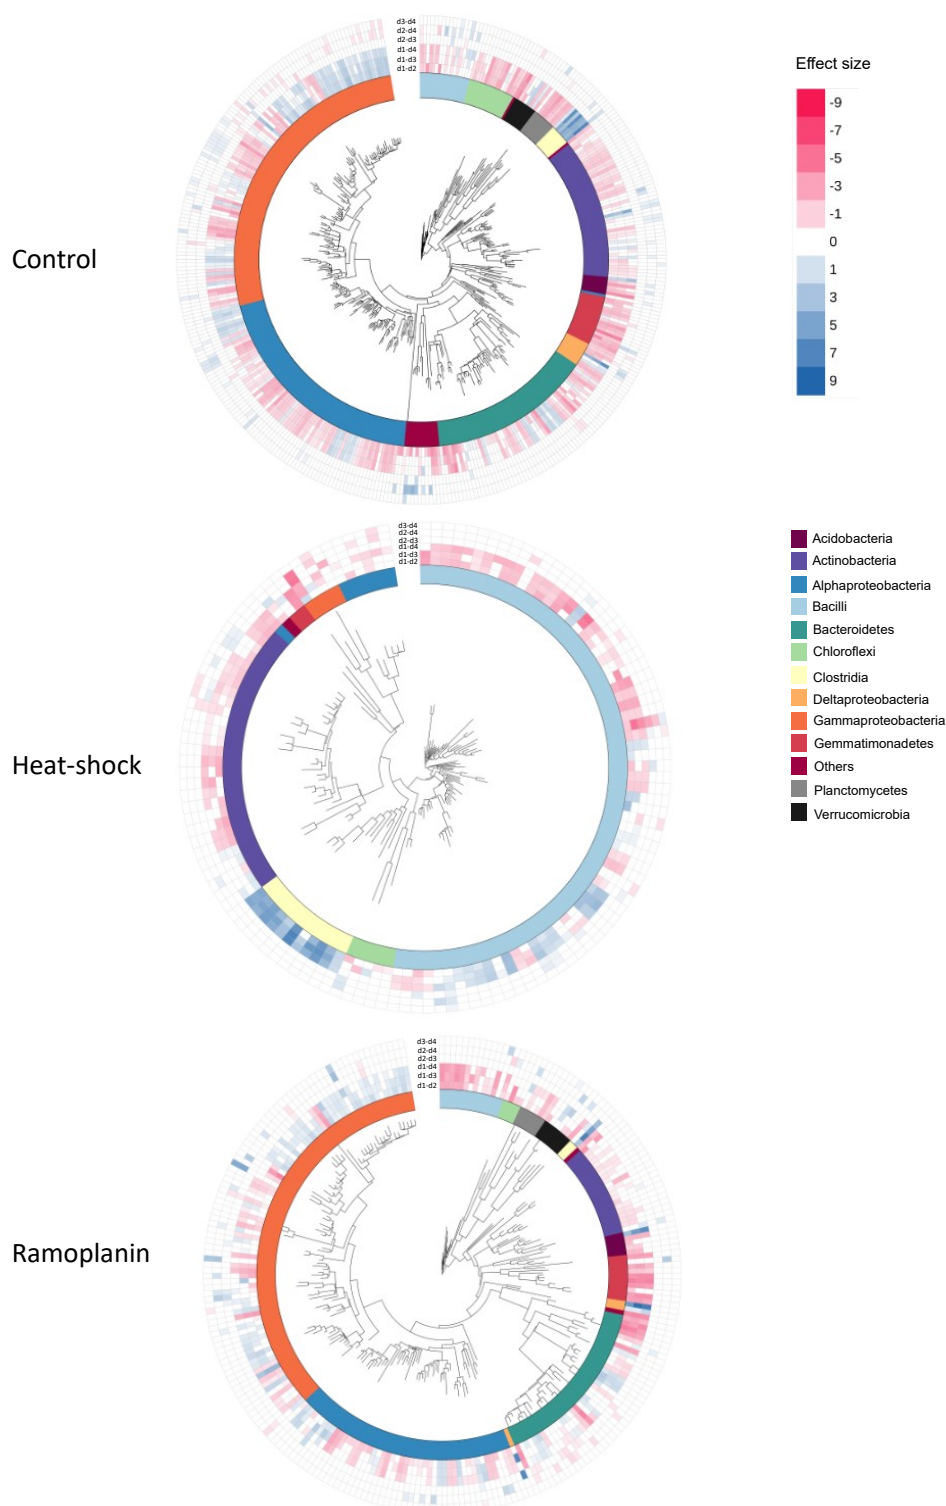 d3-d4
d2-d4
d2-d3
d1-d4
d1-d3
d1-d2
Control
Effect size
-9
-7
-5
-3
-1
0
1
3
5
7
9
d3-d4
d2-d4
d2-d3
d1-d4
d1-d3
d1-d2
Heat-shock
Acidobacteria
Actinobacteria
Alphaproteobacteria
Bacilli
Bacteroidetes
Chloroflexi
Clostridia
Deltaproteobacteria
Gammaproteobacteria
Gemmatimonadetes
Others
Planctomycetes
Verrucomicrobia
d3-d4
d2-d4
d2-d3
d1-d4
d1-d3
d1-d2
Ramoplanin